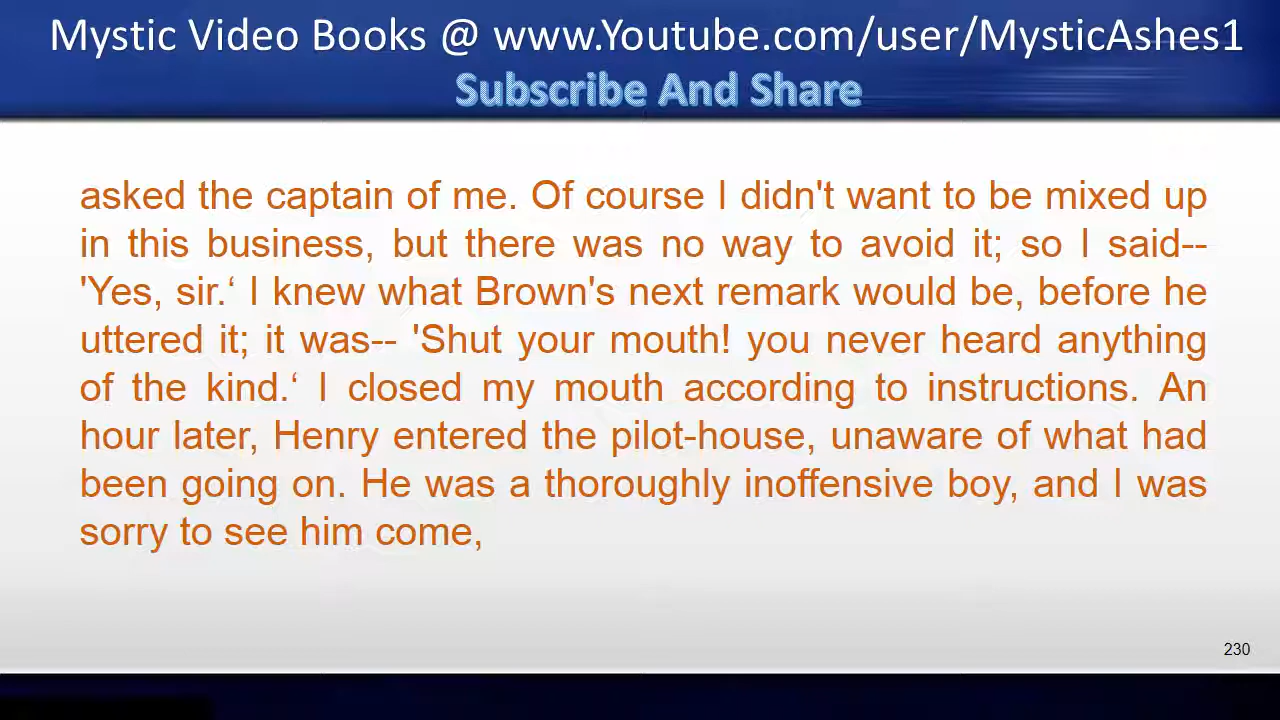 Mystic Video Books @ www.Youtube.com/user/MysticAshes1
Subscribe And Share
asked the captain of me. Of course I didn't want to be mixed up
in this business, but there was no way to avoid it; so I said--
'Yes, sir.‘ I knew what Brown's next remark would be, before he
uttered it; it was-- 'Shut your mouth! you never heard anything
of the kind.‘ I closed my mouth according to instructions. An
hour later, Henry entered the pilot-house, unaware of what had
been going on. He was a thoroughly inoffensive boy, and I was
sorry to see him come,
230